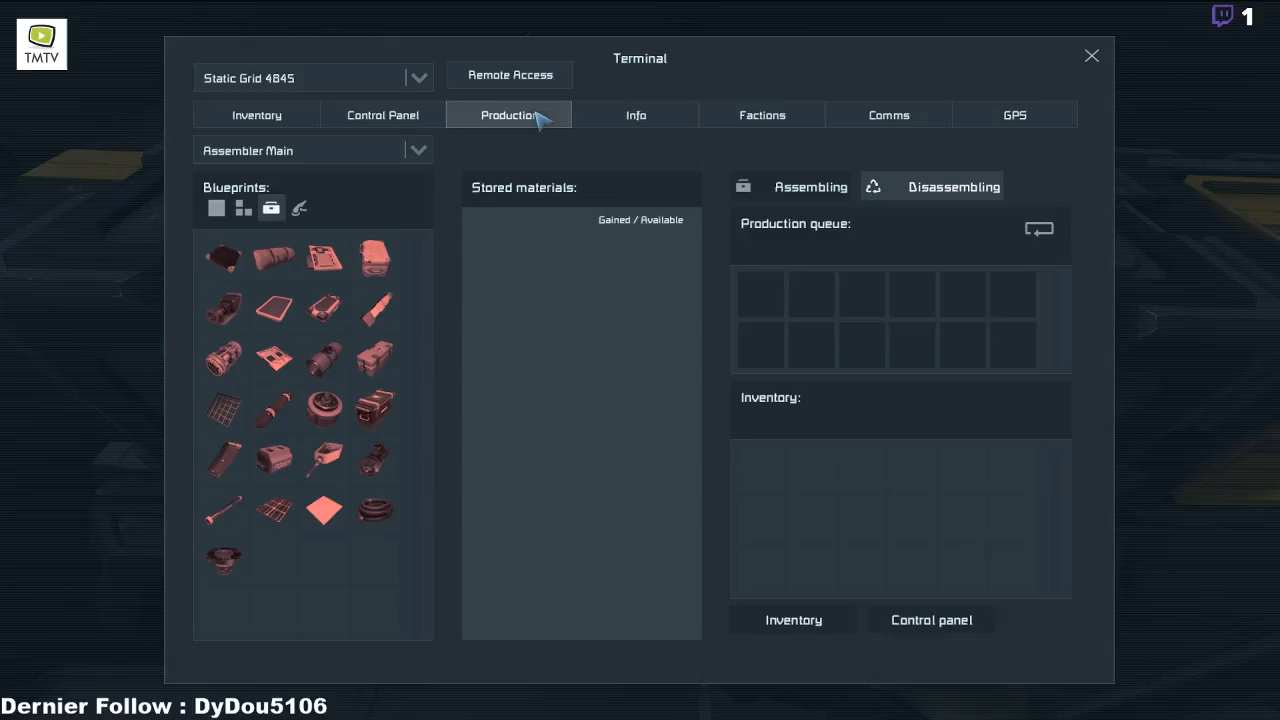 TMTV
1
Terminal
Static Grid 4845
Remote Access
Inventory
Control Panel
Production
Info
Factions
Comms
GPS
Assembler Main
Blueprints:
Stored materials:
Gained / Available
Assembling
Disassembling
Production queue:
Inventory:
Inventory
Control panel
Dernier Follow : DyDou5106